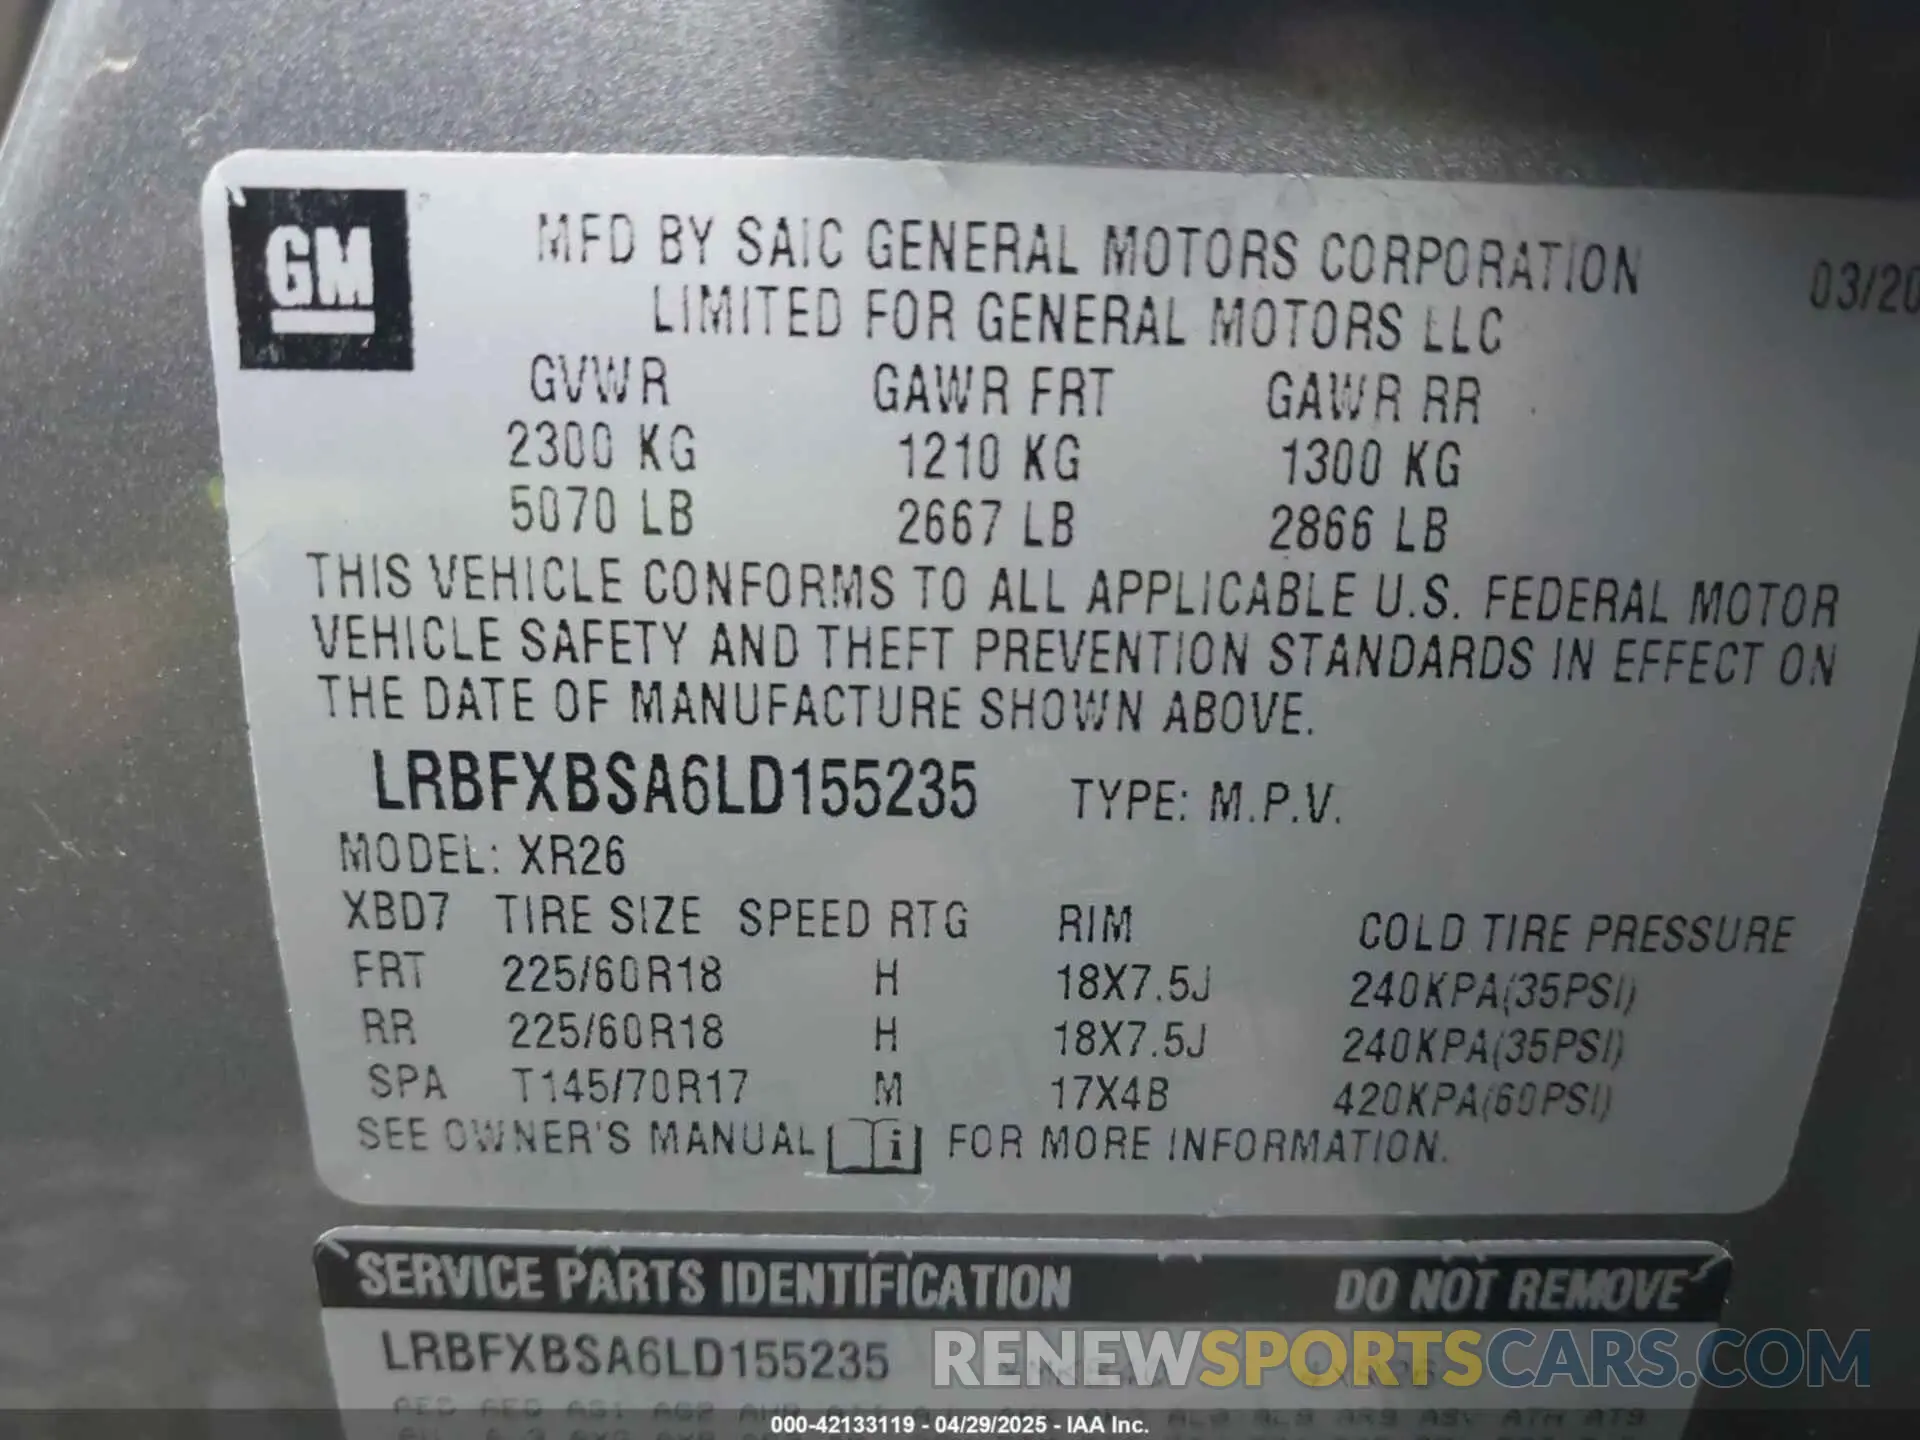 GM
MFD BY SAIC GENERAL MOTORS CORPORATION 03/20
LIMITED FOR GENERAL MOTORS LLC
GVWR GAWR FRT GAWR RR
2300 KG 1210 KG 1300 KG
5070 LB 2667 LB 2866 LB
THIS VEHICLE CONFORMS TO ALL APPLICABLE U.S. FEDERAL MOTOR
VEHICLE SAFETY AND THEFT PREVENTION STANDARDS IN EFFECT ON
THE DATE OF MANUFACTURE SHOWN ABOVE.
LRBFXBSA6LD155235 TYPE: M.P.V.
MODEL: XR26
XBD7 TIRE SIZE SPEED RTG RIM COLD TIRE PRESSURE
FRT 225/60R18 H 18X7.5J 240KPA(35PSI)
RR 225/60R18 H 18X7.5J 240KPA(35PSI)
SPA T145/70R17 M 17X4B 420KPA(60PSI)
SEE OWNER'S MANUAL i FOR MORE INFORMATION.
SERVICE PARTS IDENTIFICATION DO NOT REMOVE
LRBFXBSA6LD155235
RENEWSPORTSCARS.COM
000-42133119 - 04/29/2025 - IAA Inc.